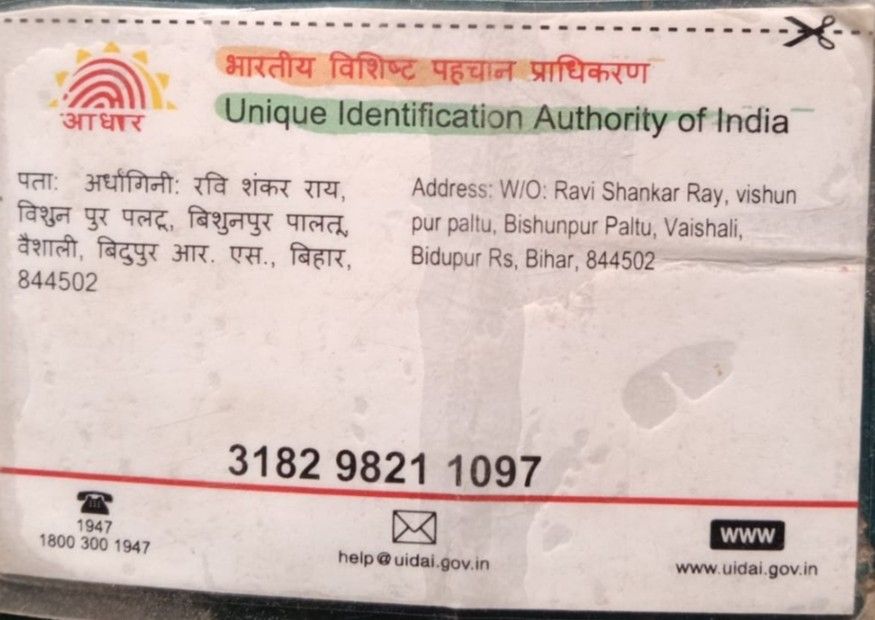 भारतीय विशिष्ट पहचान प्राधिकरण
आधार
Unique Identification Authority of India
पता: अर्धांगिनी: रवि शंकर राय,
विशुन पुर पलटू, बिशुनपुर पालतू,
वैशाली, बिदुपुर आर. एस., बिहार,
844502
Address: W/O: Ravi Shankar Ray, vishun
pur paltu, Bishunpur Paltu, Vaishali,
Bidupur Rs, Bihar, 844502
3182 9821 1097
1947
1800 300 1947
help@uidai.gov.in
WWW
www.uidai.gov.in